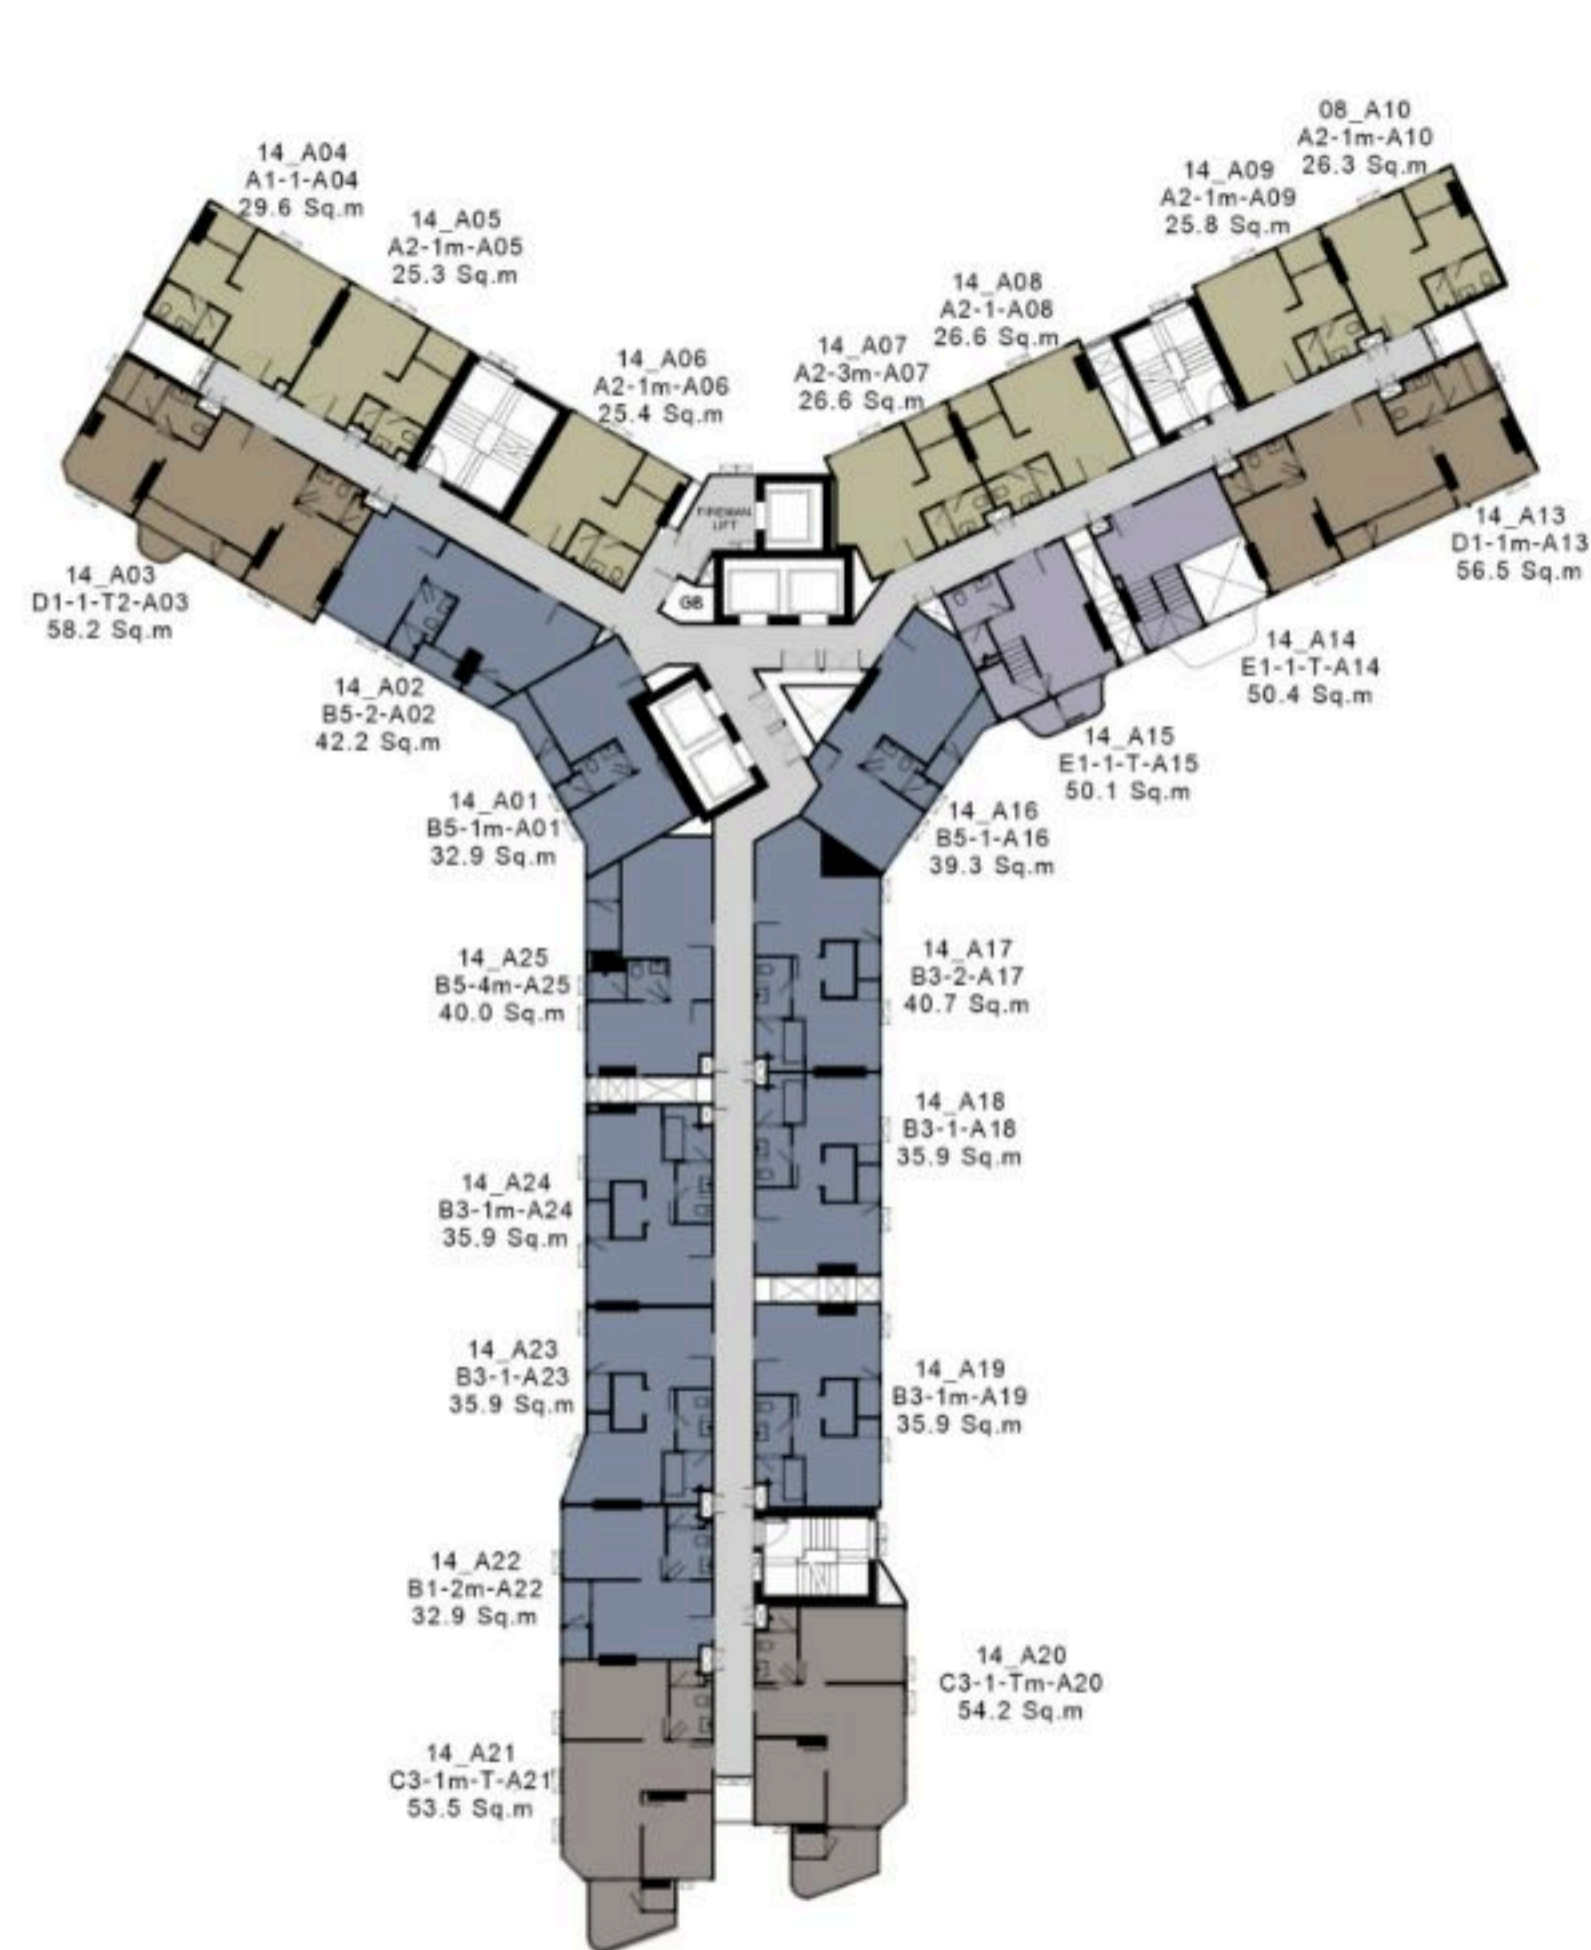 08_A10
A2-1m-A10
26.3 Sq.m
14_A09
A2-1m-A09
25.8 Sq.m
14_A04
A1-1-A04
29.6 Sq.m
14_A05
A2-1m-A05
25.3 Sq.m
14_A08
A2-1-A08
26.6 Sq.m
14_A07
A2-3m-A07
26.6 Sq.m
14_A06
A2-1m-A06
25.4 Sq.m
FIREMAN
LIFT
GB
14_A13
D1-1m-A13
56.5 Sq.m
14_A03
D1-1-T2-A03
58.2 Sq.m
14_A14
E1-1-T-A14
50.4 Sq.m
14_A02
B5-2-A02
42.2 Sq.m
14_A15
E1-1-T-A15
50.1 Sq.m
14_A01
B5-1m-A01
32.9 Sq.m
14_A16
B5-1-A16
39.3 Sq.m
14_A25
B5-4m-A25
40.0 Sq.m
14_A17
B3-2-A17
40.7 Sq.m
14_A18
B3-1-A18
35.9 Sq.m
14_A24
B3-1m-A24
35.9 Sq.m
14_A23
B3-1-A23
35.9 Sq.m
14_A19
B3-1m-A19
35.9 Sq.m
14_A22
B1-2m-A22
32.9 Sq.m
14_A20
C3-1-Tm-A20
54.2 Sq.m
14_A21
C3-1m-T-A21
53.5 Sq.m